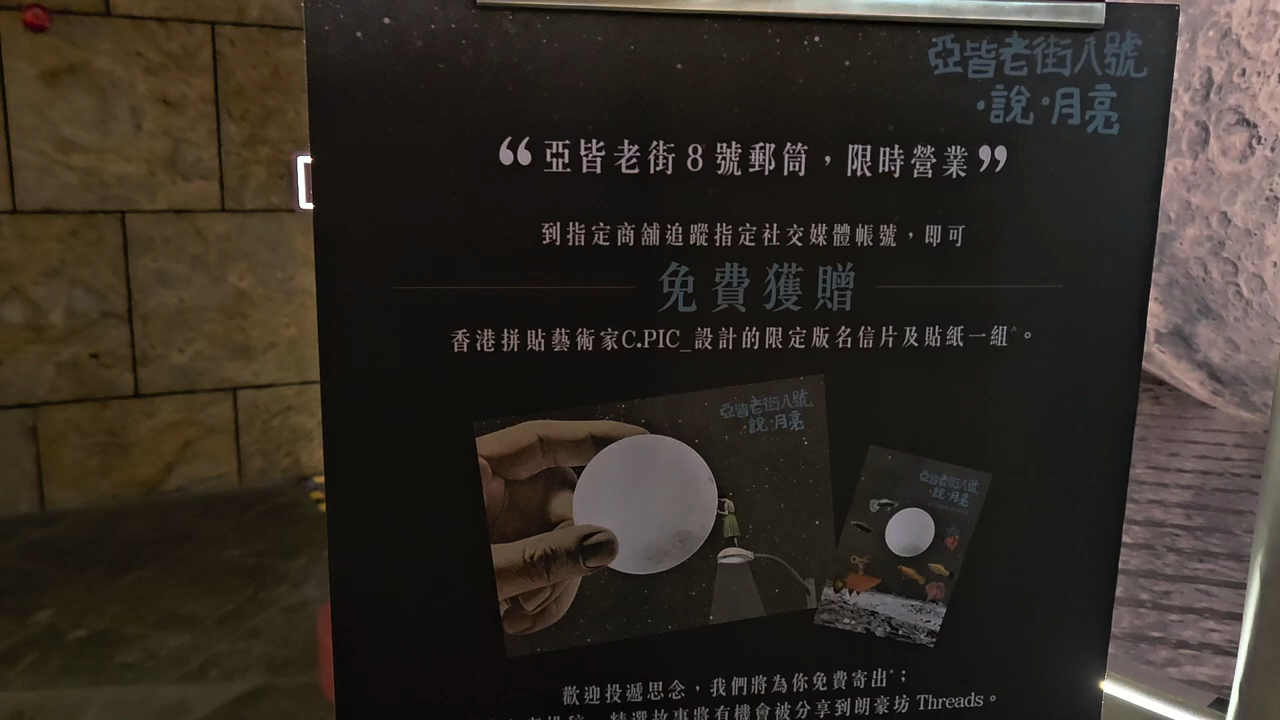 亞皆老街八號
·說·月亮
“亞皆老街8號郵筒，限時營業”
到指定商舖追蹤指定社交媒體帳號，即可
免費獲贈
香港拼貼藝術家C.PIC_設計的限定版名信片及貼紙一組^。
亞皆老街八號
·說·月亮
亞皆老街八號
·說·月亮
歡迎投遞思念，我們將為你免費寄出*；
精選故事將有機會被分享到朗豪坊 Threads。